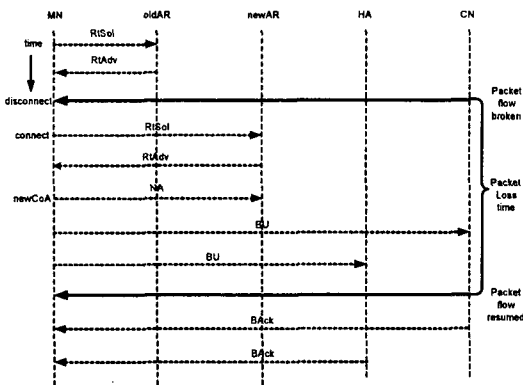 MN oldAR newAR HA CN
time RtSol
RtAdv
disconnect
Packet
flow
broken
connect RtSol
RtAdv
Packet
Loss
time
newCoA NA
BU
BU
Packet
flow
resumed
BAck
BAck